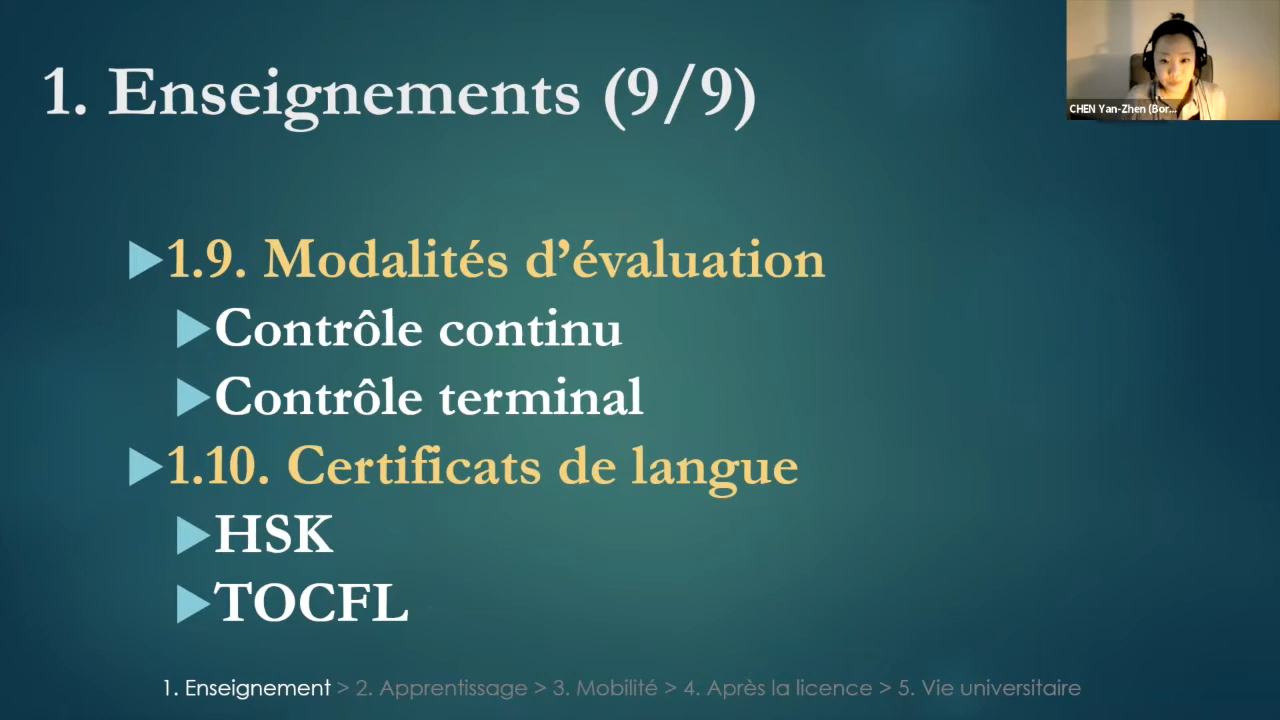 1. Enseignements (9/9)
CHEN Yan-Zhen (Bor...
1.9. Modalités d’évaluation
Contrôle continu
Contrôle terminal
1.10. Certificats de langue
HSK
TOCFL
1. Enseignement > 2. Apprentissage > 3. Mobilité > 4. Après la licence > 5. Vie universitaire